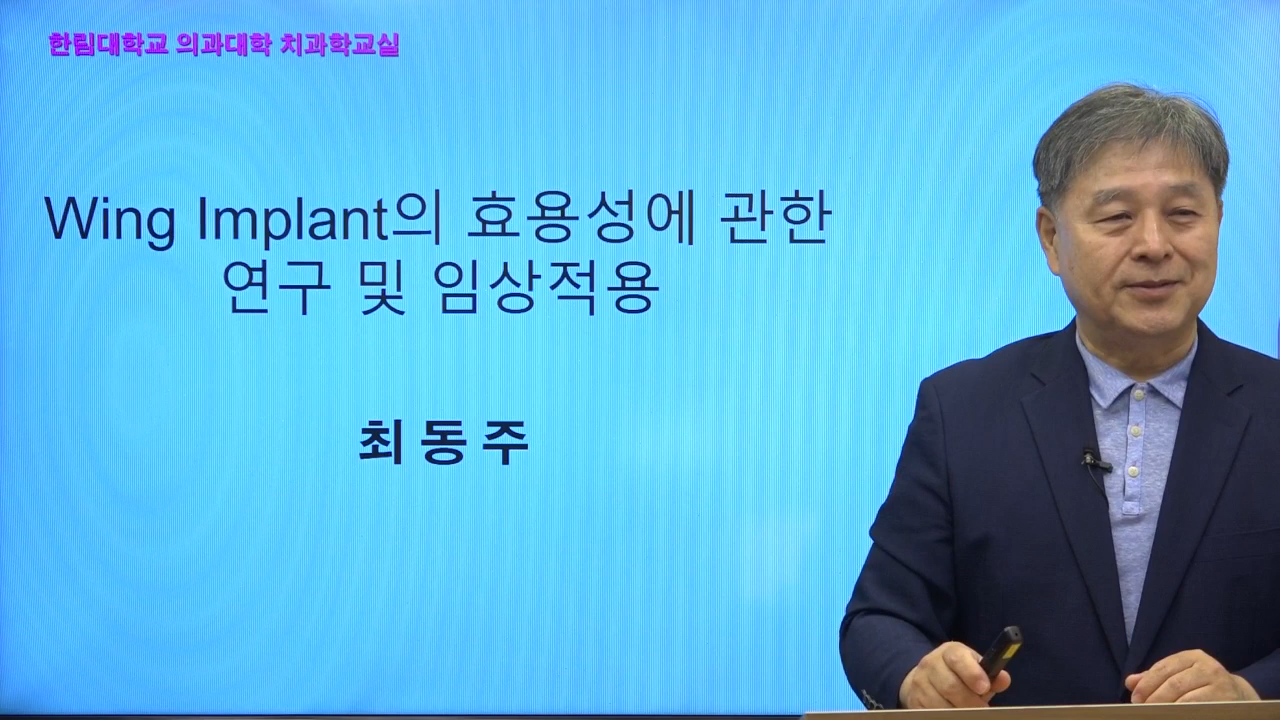 한림대학교 의과대학 치과학교실
Wing Implant의 효용성에 관한
연구 및 임상적용
최 동 주